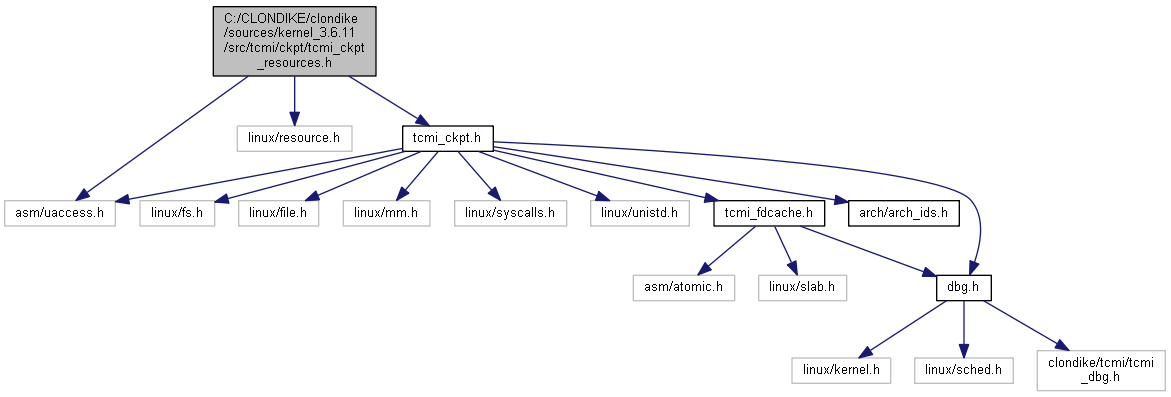 C:/CLONDIKE/clondike
/sources/kernel_3.6.11
/src/tcmi/ckpt/tcmi_ckpt
_resources.h
linux/resource.h
tcmi_ckpt.h
asm/uaccess.h
linux/fs.h
linux/file.h
linux/mm.h
linux/syscalls.h
linux/unistd.h
tcmi_fdcache.h
arch/arch_ids.h
asm/atomic.h
linux/slab.h
dbg.h
linux/kernel.h
linux/sched.h
clondike/tcmi/tcmi
_dbg.h